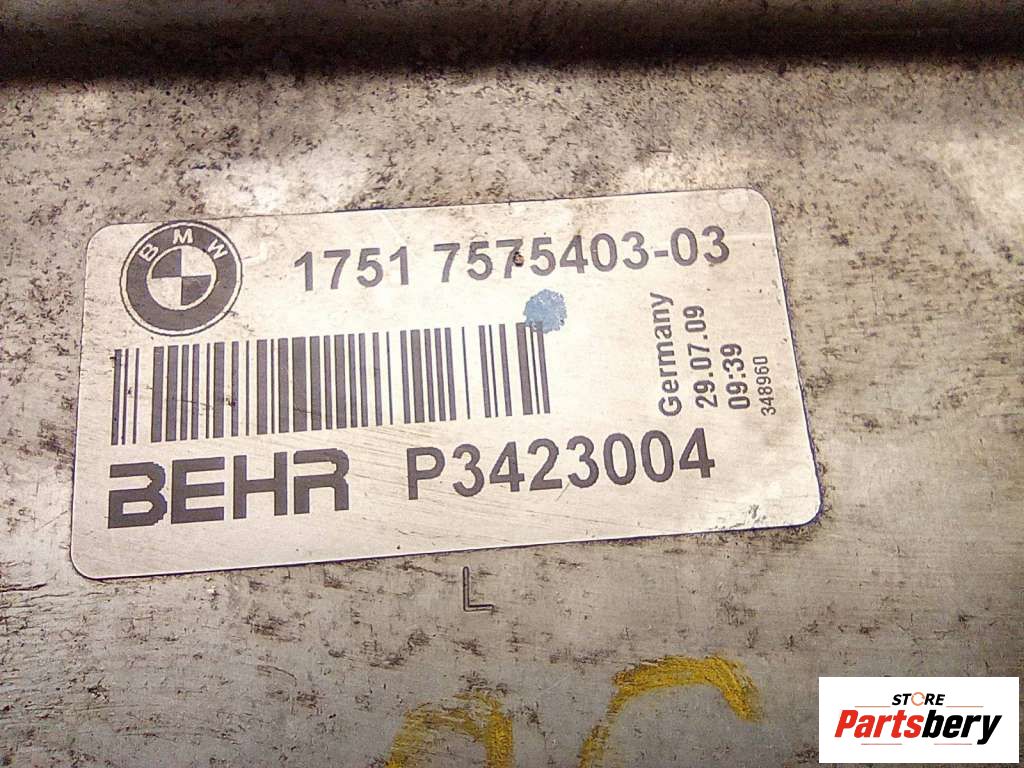 BMW
1751 7575403-03
Germany
29.07.09
09:39
348960
BEHR P3423004
L
STORE
Partsbery